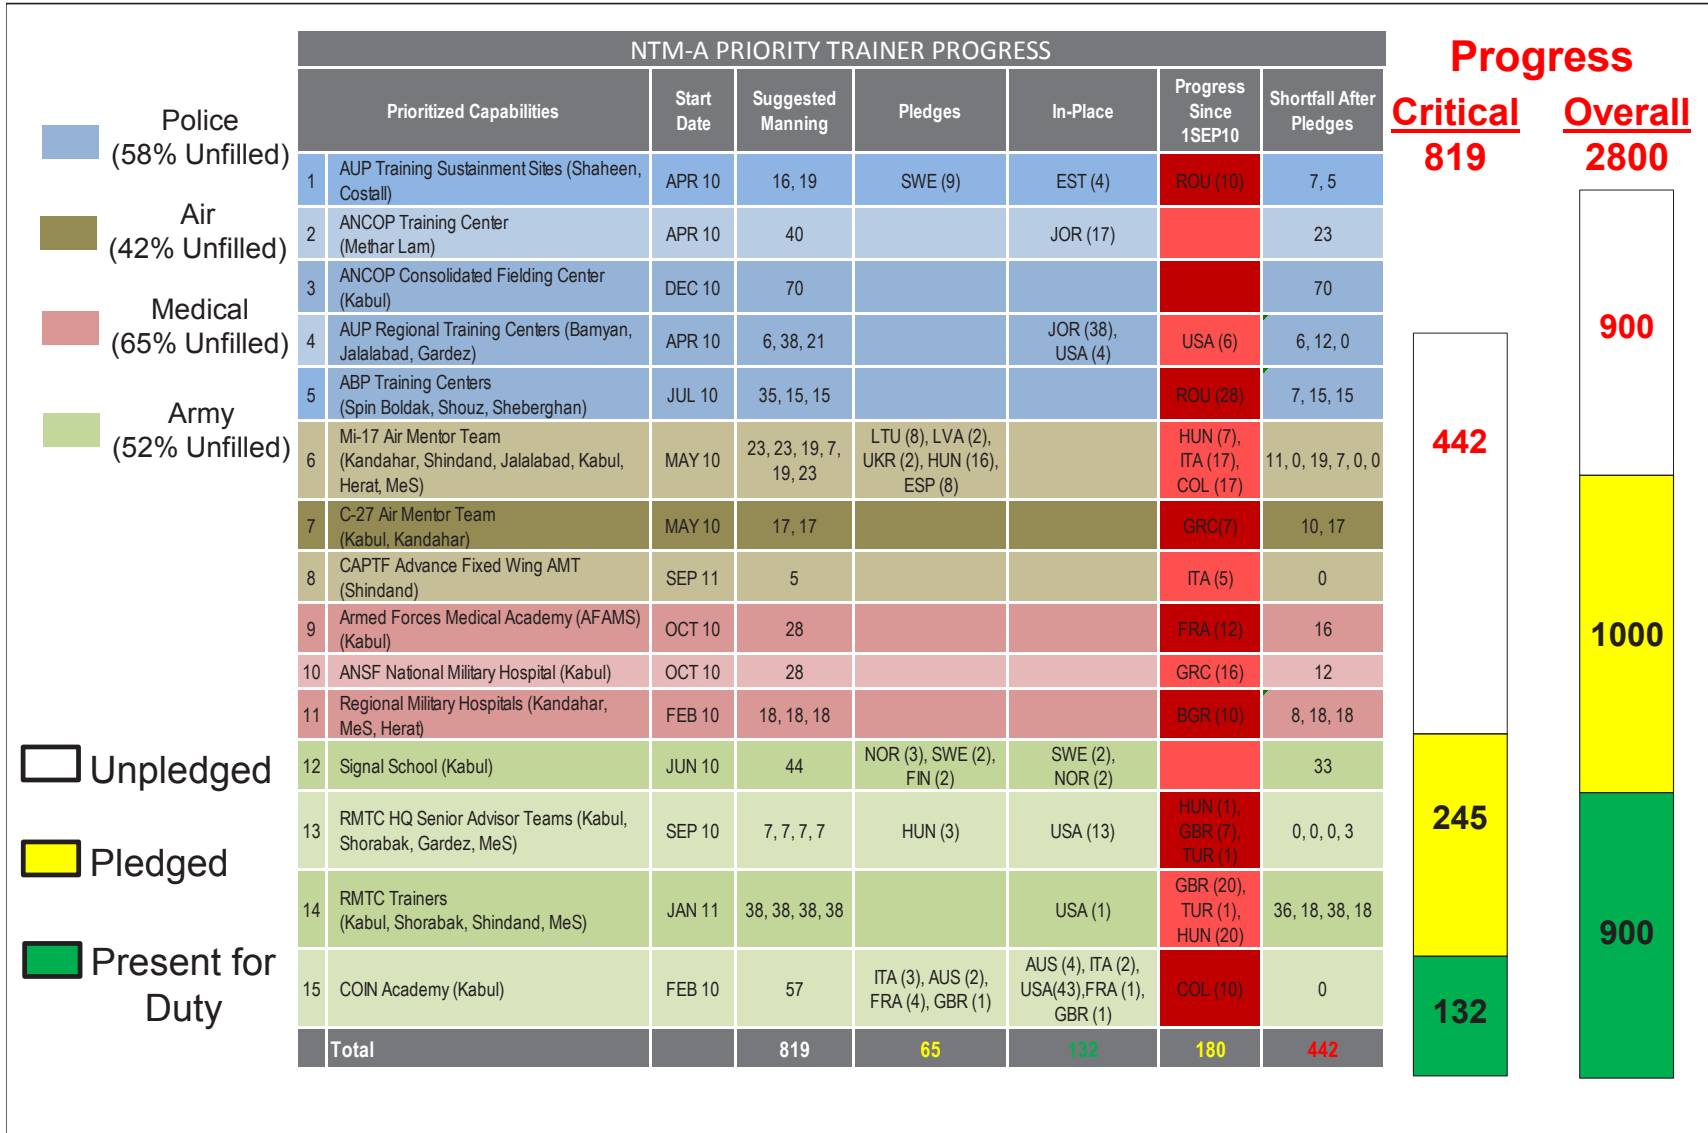 NTM-A PRIORITY TRAINER PROGRESS
Prioritized Capabilities
Start
Date
Suggested
Manning
Pledges
In-Place
Progress
Since
1SEP10
Shortfall After
Pledges
1
AUP Training Sustainment Sites (Shaheen,
Costall)
APR 10
16, 19
SWE (9)
EST (4)
ROU (10)
7, 5
2
ANCOP Training Center
(Methar Lam)
APR 10
40
JOR (17)
23
3
ANCOP Consolidated Fielding Center
(Kabul)
DEC 10
70
70
4
AUP Regional Training Centers (Bamyan,
Jalalabad, Gardez)
APR 10
6, 38, 21
JOR (38),
USA (4)
USA (6)
6, 12, 0
5
ABP Training Centers
(Spin Boldak, Shouz, Sheberghan)
JUL 10
35, 15, 15
ROU (28)
7, 15, 15
6
Mi-17 Air Mentor Team
(Kandahar, Shindand, Jalalabad, Kabul,
Herat, MeS)
MAY 10
23, 23, 19, 7,
19, 23
LTU (8), LVA (2),
UKR (2), HUN (16),
ESP (8)
HUN (7),
ITA (17),
COL (17)
11, 0, 19, 7, 0, 0
7
C-27 Air Mentor Team
(Kabul, Kandahar)
MAY 10
17, 17
GRC(7)
10, 17
8
CAPTF Advance Fixed Wing AMT
(Shindand)
SEP 11
5
ITA (5)
0
9
Armed Forces Medical Academy (AFAMS)
(Kabul)
OCT 10
28
FRA (12)
16
10
ANSF National Military Hospital (Kabul)
OCT 10
28
GRC (16)
12
11
Regional Military Hospitals (Kandahar,
MeS, Herat)
FEB 10
18, 18, 18
BGR (10)
8, 18, 18
12
Signal School (Kabul)
JUN 10
44
NOR (3), SWE (2),
FIN (2)
SWE (2),
NOR (2)
33
13
RMTC HQ Senior Advisor Teams (Kabul,
Shorabak, Gardez, MeS)
SEP 10
7, 7, 7, 7
HUN (3)
USA (13)
HUN (1),
GBR (7),
TUR (1)
0, 0, 0, 3
14
RMTC Trainers
(Kabul, Shorabak, Shindand, MeS)
JAN 11
38, 38, 38, 38
USA (1)
GBR (20),
TUR (1),
HUN (20)
36, 18, 38, 18
15
COIN Academy (Kabul)
FEB 10
57
ITA (3), AUS (2),
FRA (4), GBR (1)
AUS (4), ITA (2),
USA(43),FRA (1),
GBR (1)
COL (10)
0
Total
819
65
132
180
442
Police
(58% Unfilled)
Air
(42% Unfilled)
Medical
(65% Unfilled)
Army
(52% Unfilled)
Unpledged
Pledged
Present for
Duty
Progress
Critical
819
442
245
132
Overall
2800
900
1000
900